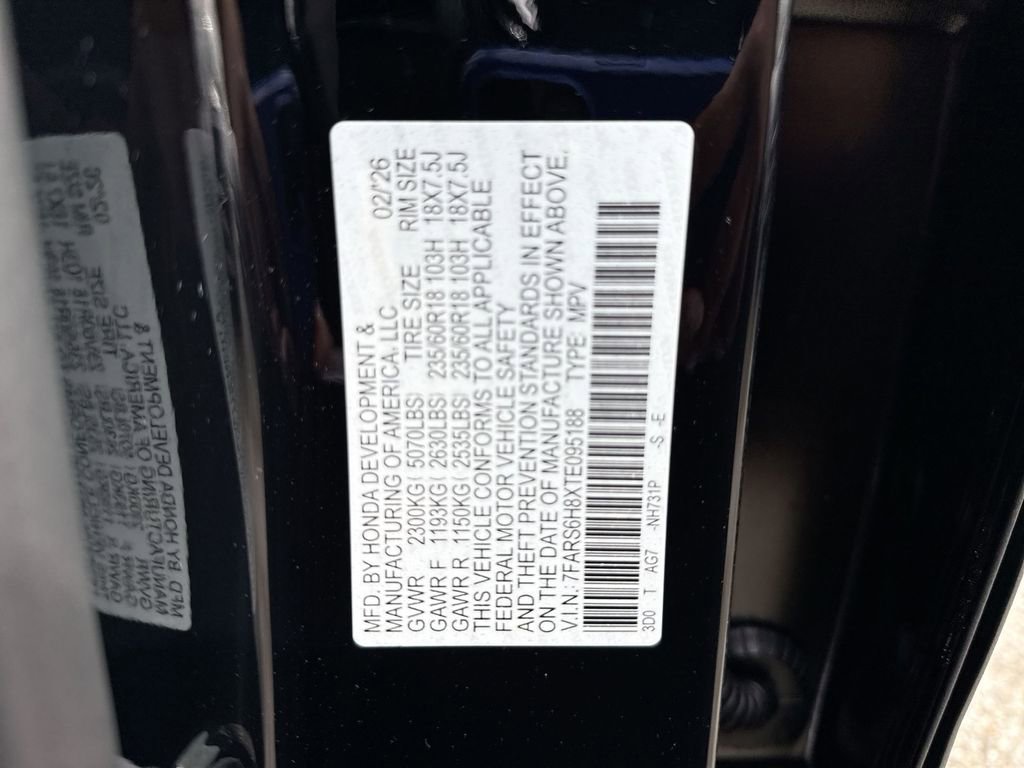 MFD. BY HONDA DEVELOPMENT & 02/'26
MANUFACTURING OF AMERICA, LLC RIM SIZE
GVWR 2300KG( 5070LBS) TIRE SIZE
GAWR F 1193KG( 2630LBS) 235/60R18 103H 18X7.5J
GAWR R 1150KG( 2535LBS) 235/60R18 103H 18X7.5J
THIS VEHICLE CONFORMS TO ALL APPLICABLE
FEDERAL MOTOR VEHICLE SAFETY
AND THEFT PREVENTION STANDARDS IN EFFECT
ON THE DATE OF MANUFACTURE SHOWN ABOVE.
V.I.N.: 7FARS6H8XTE095188 TYPE: MPV
3D0 T AG7 -NH731P -S -E